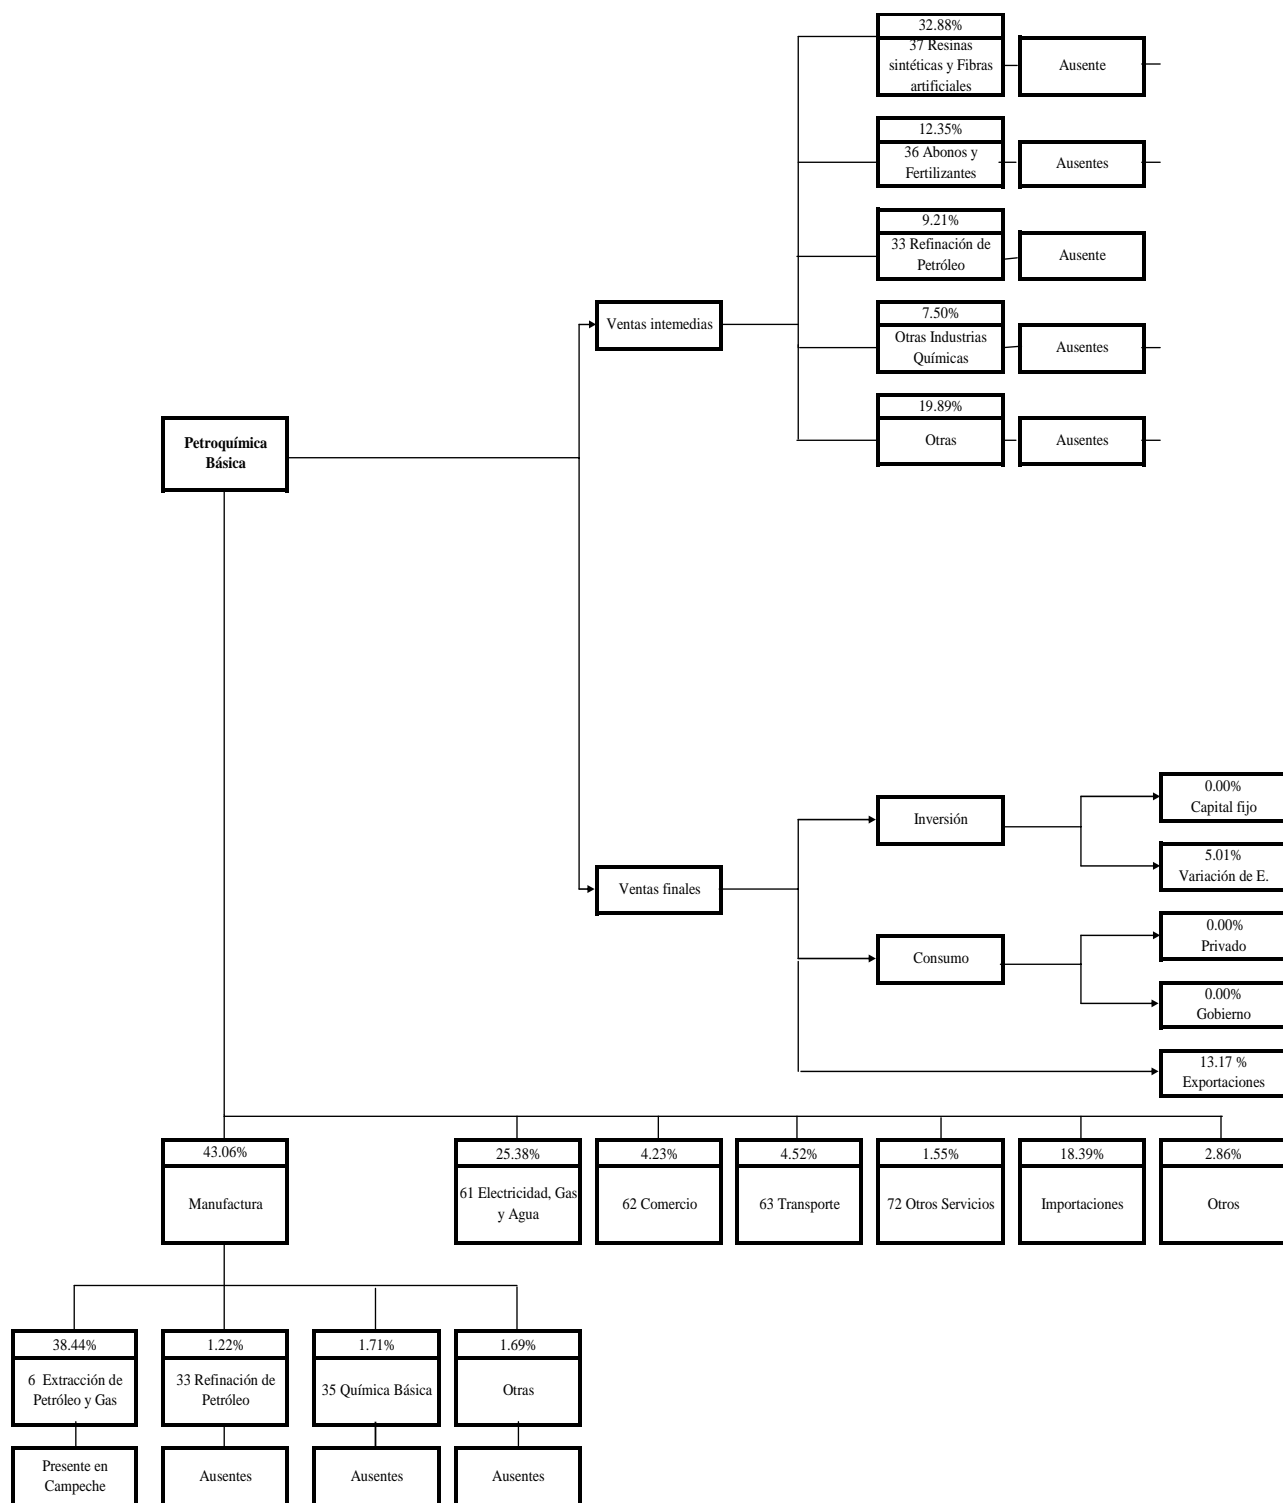 32.88%
37 Resinas
sintéticas y Fibras
artificiales
Ausente
12.35%
36 Abonos y
Fertilizantes
Ausentes
9.21%
33 Refinación de
Petróleo
Ausente
Ventas intemedias
7.50%
Otras Industrias
Químicas
Ausentes
19.89%
Otras
Ausentes
Petroquímica
Básica
0.00%
Capital fijo
Inversión
5.01%
Variación de E.
Ventas finales
0.00%
Privado
Consumo
0.00%
Gobierno
13.17 %
Exportaciones
43.06%
Manufactura
25.38%
61 Electricidad, Gas
y Agua
4.23%
62 Comercio
4.52%
63 Transporte
1.55%
72 Otros Servicios
18.39%
Importaciones
2.86%
Otros
38.44%
6 Extracción de
Petróleo y Gas
1.22%
33 Refinación de
Petróleo
1.71%
35 Química Básica
1.69%
Otras
Presente en
Campeche
Ausentes
Ausentes
Ausentes